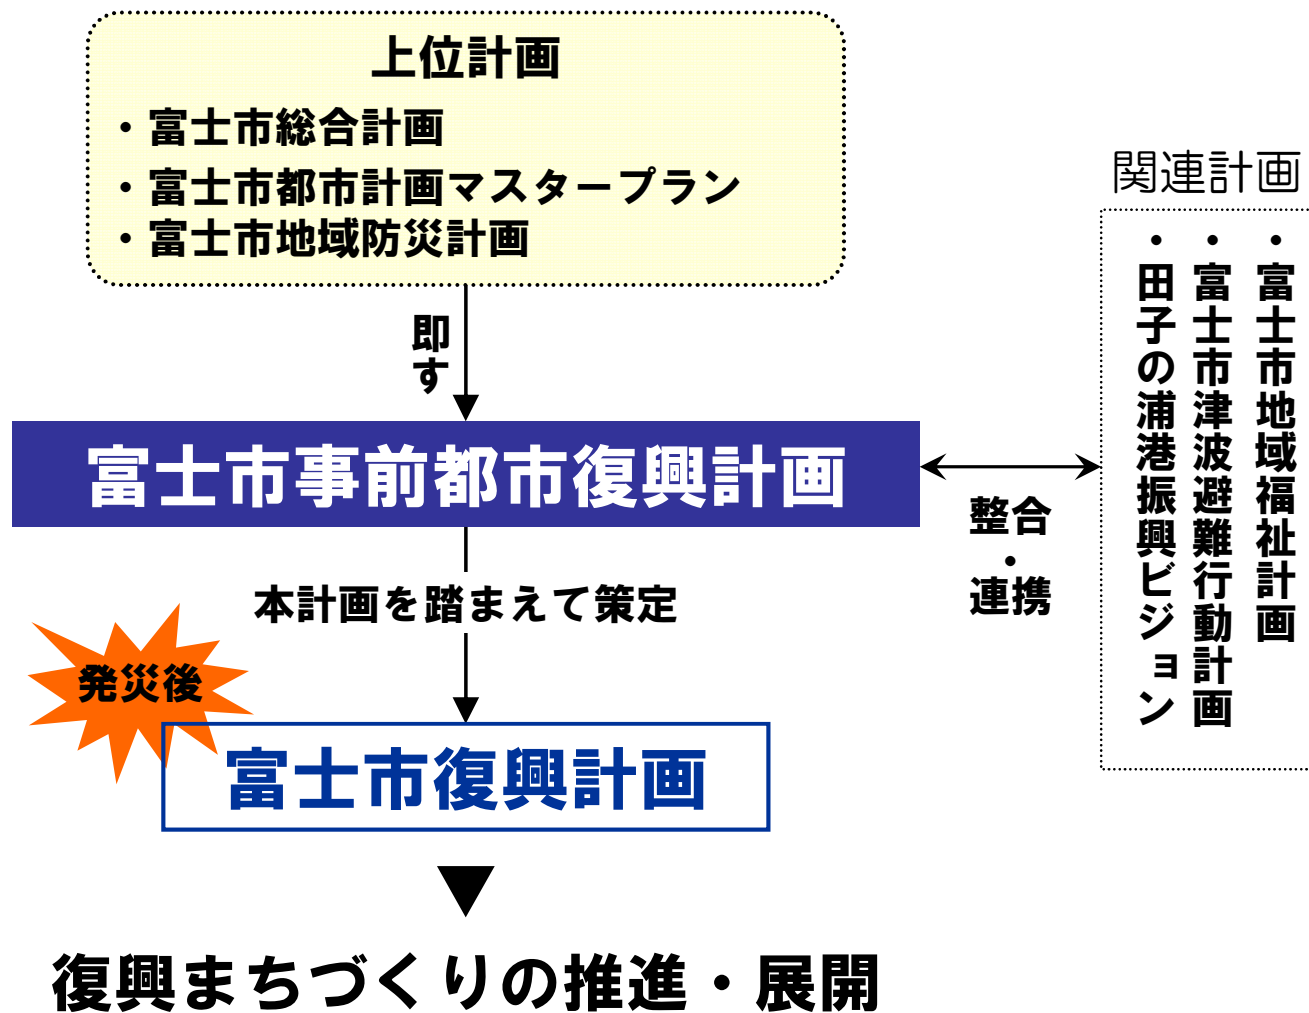 上位計画
・富士市総合計画
・富士市都市計画マスタープラン
・富士市地域防災計画
即す
富士市事前都市復興計画
整合
・
連携
関連計画
・富士市地域福祉計画
・富士市津波避難行動計画
・田子の浦港振興ビジョン
本計画を踏まえて策定
発災後
富士市復興計画
復興まちづくりの推進・展開